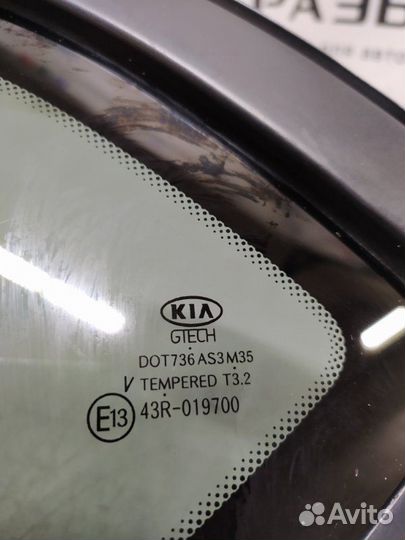 KIA
GTECH
DOT736 AS3 M35
V TEMPERED T3.2
E13 43R-019700
Avito